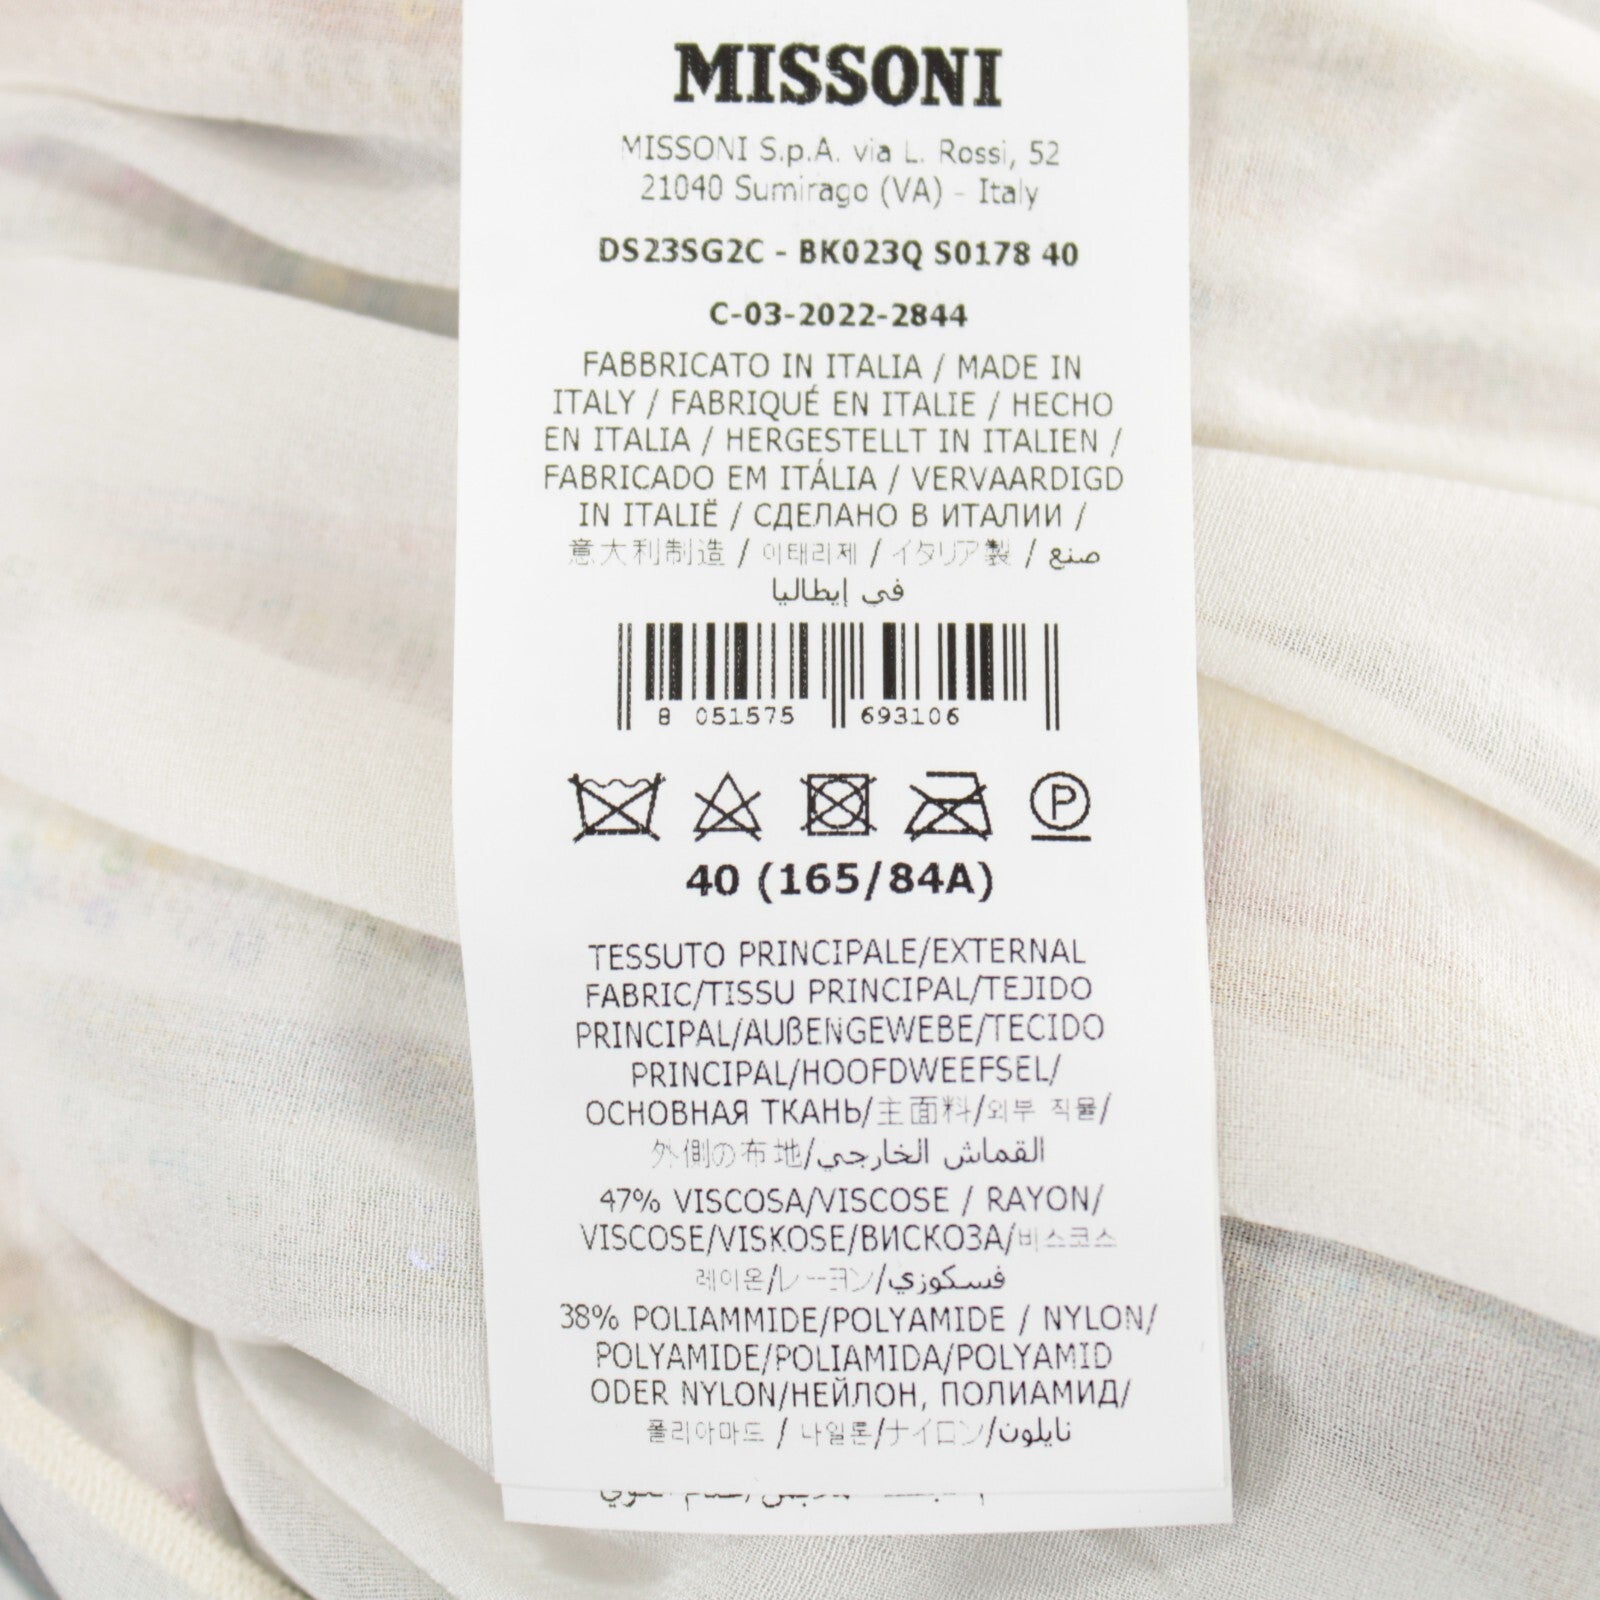 MISSONI
MISSONI S.p.A. via L. Rossi, 52
21040 Sumirago (VA) - Italy
DS23SG2C - BK023Q S0178 40
C-03-2022-2844
FABBRICATO IN ITALIA / MADE IN
ITALY / FABRIQUÉ EN ITALIE / HECHO
EN ITALIA / HERGESTELLT IN ITALIEN /
FABRICADO EM ITÁLIA / VERVAARDIGD
IN ITALIË / СДЕЛАНО В ИТАЛИИ /
意大利制造 / 이태리제 / イタリア製 / صنع
في إيطاليا
8 051575 693106
P
40 (165/84A)
TESSUTO PRINCIPALE/EXTERNAL
FABRIC/TISSU PRINCIPAL/TEJIDO
PRINCIPAL/AUßENGEWEBE/TECIDO
PRINCIPAL/HOOFDWEEFSEL/
ОСНОВНАЯ ТКАНЬ/主面料/외부 직물/
外側の布地/القماش الخارجي
47% VISCOSA/VISCOSE / RAYON/
VISCOSE/VISKOSE/ВИСКОЗА/비스코스
레이온/レーヨン/فسكوزي
38% POLIAMMIDE/POLYAMIDE / NYLON/
POLYAMIDE/POLIAMIDA/POLYAMID
ODER NYLON/НЕЙЛОН, ПОЛИАМИД/
폴리아마드 / 나일론/ナイロン/نايلون